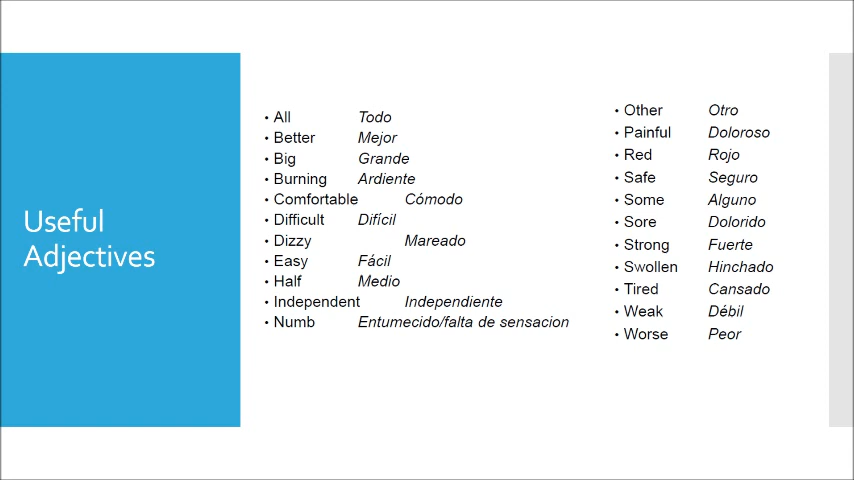 Useful
Adjectives
• All Todo
• Better Mejor
• Big Grande
• Burning Ardiente
• Comfortable Cómodo
• Difficult Difícil
• Dizzy Mareado
• Easy Fácil
• Half Medio
• Independent Independiente
• Numb Entumecido/falta de sensacion
• Other Otro
• Painful Doloroso
• Red Rojo
• Safe Seguro
• Some Alguno
• Sore Dolorido
• Strong Fuerte
• Swollen Hinchado
• Tired Cansado
• Weak Débil
• Worse Peor